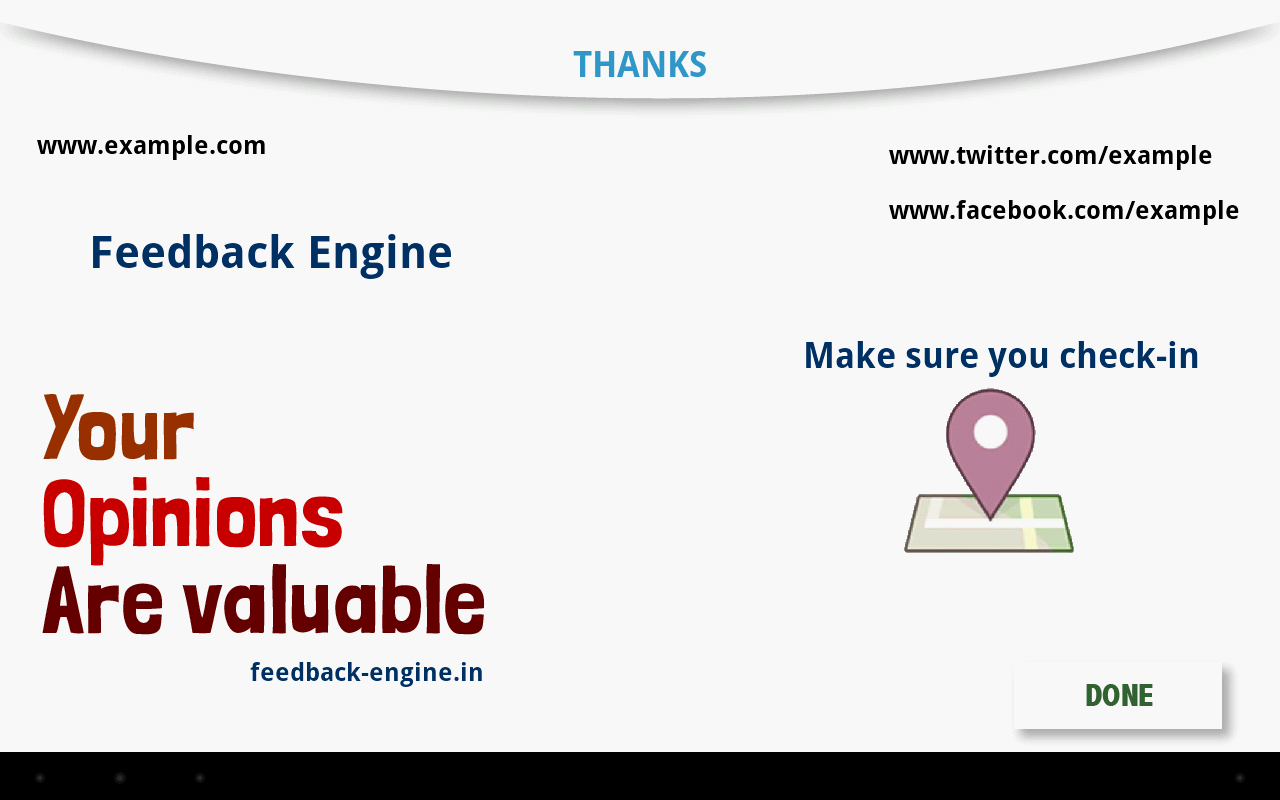 THANKS
www.example.com
www.twitter.com/example
www.facebook.com/example
Feedback Engine
Make sure you check-in
Your
Opinions
Are valuable
feedback-engine.in
DONE